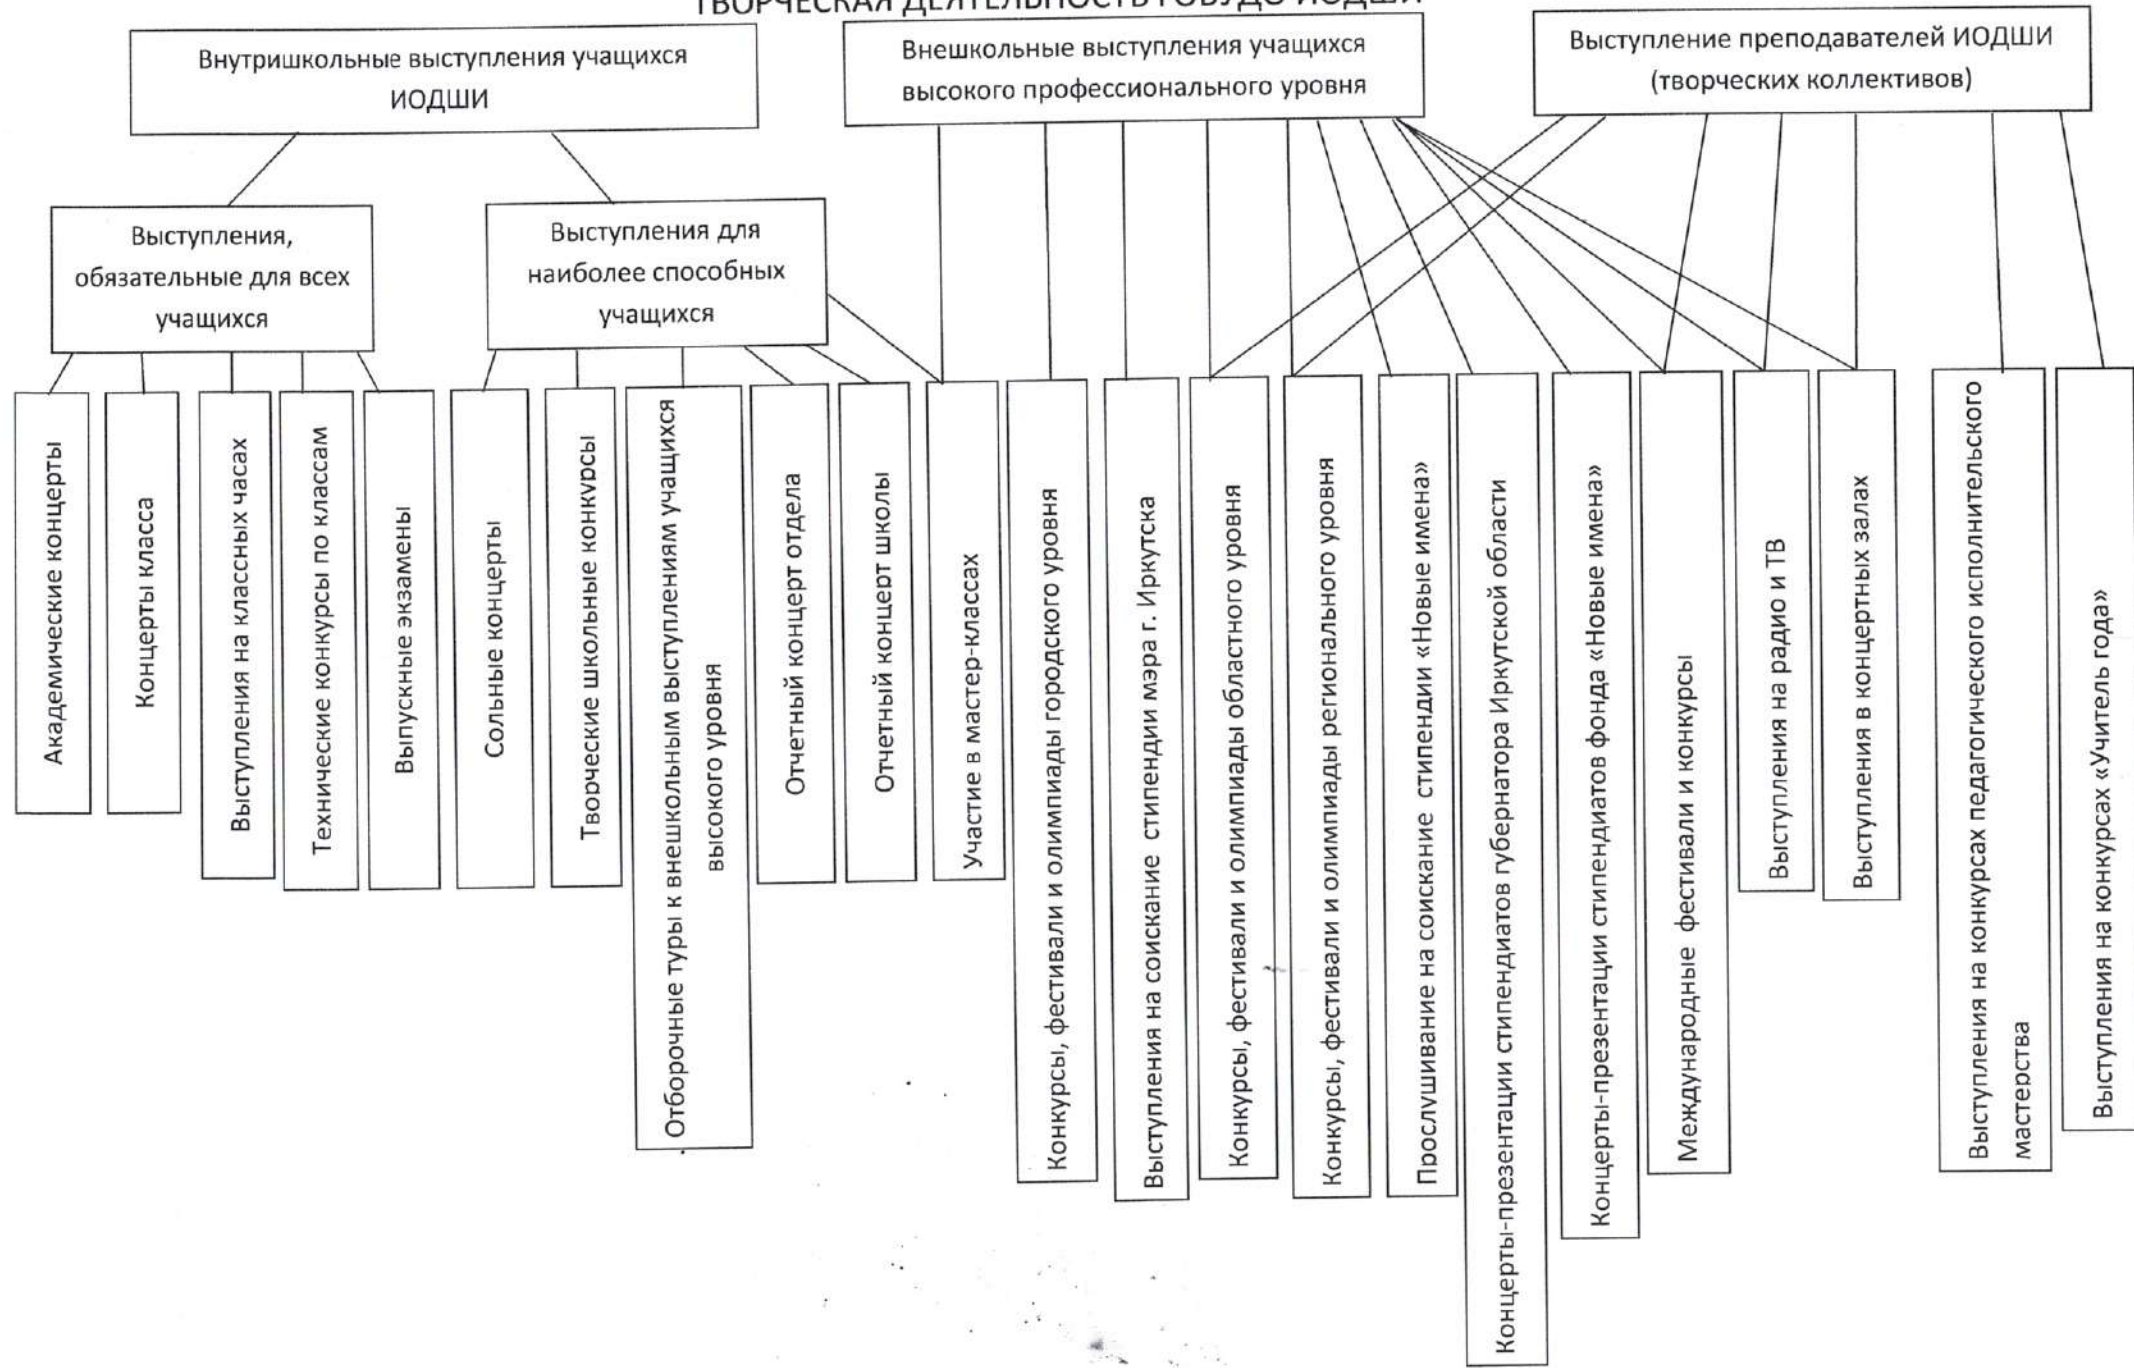 ТВОРЧЕСКАЯ ДЕЯТЕЛЬНОСТЬ ГОБУДО ИОДШИ
Внутришкольные выступления учащихся
ИОДШИ
Внешкольные выступления учащихся
высокого профессионального уровня
Выступление преподавателей ИОДШИ
(творческих коллективов)
Выступления,
обязательные для всех
учащихся
Выступления для
наиболее способных
учащихся
Академические концерты
Концерты класса
Выступления на классных часах
Технические конкурсы по классам
Выпускные экзамены
Сольные концерты
Творческие школьные конкурсы
Отборочные туры к внешкольным выступлениям учащихся
высокого уровня
Отчетный концерт отдела
Отчетный концерт школы
Участие в мастер-классах
Конкурсы, фестивали и олимпиады городского уровня
Выступления на соискание стипендии мэра г. Иркутска
Конкурсы, фестивали и олимпиады областного уровня
Конкурсы, фестивали и олимпиады регионального уровня
Прослушивание на соискание стипении «Новые имена»
Концерты-презентации стипендиатов губернатора Иркутской области
Концерты-презентации стипендиатов фонда «Новые имена»
Международные фестивали и конкурсы
Выступления на радио и ТВ
Выступления в концертных залах
Выступления на конкурсах педагогического исполнительского
мастерства
Выступления на конкурсах «Учитель года»